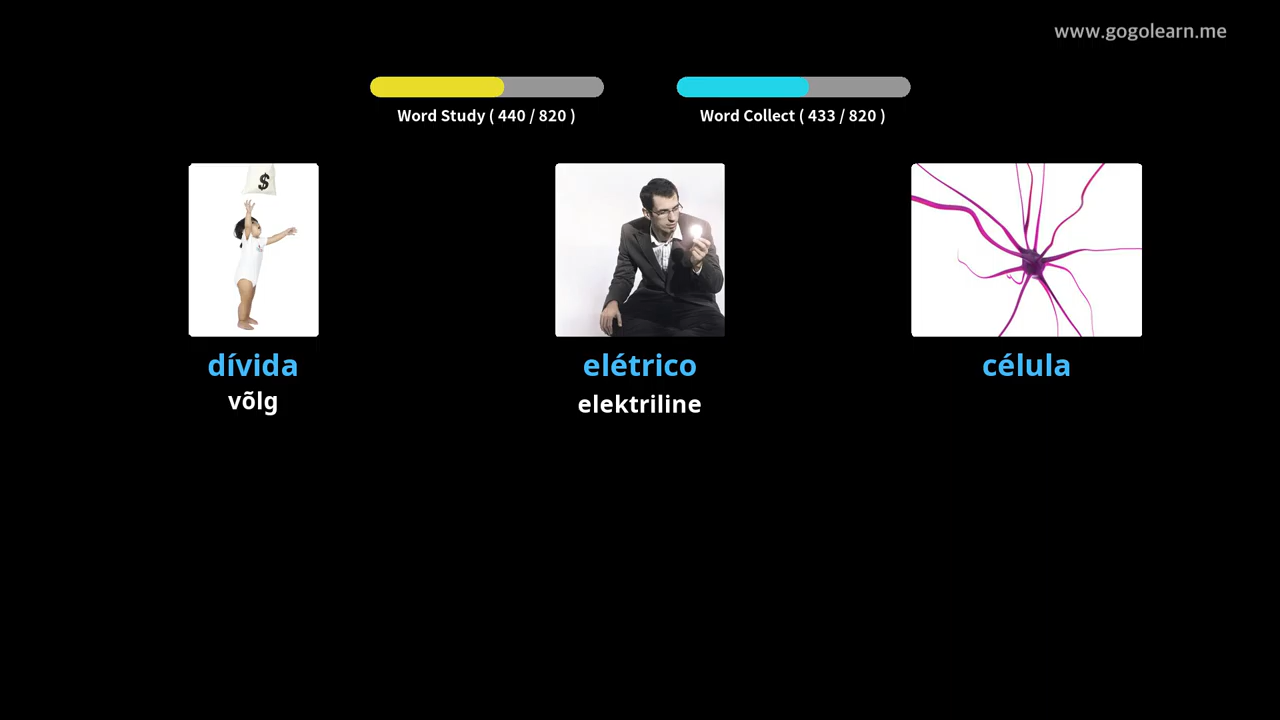 www.gogolearn.me
Word Study ( 440 / 820 )
Word Collect ( 433 / 820 )
$
dívida
elétrico
célula
võlg
elektriline